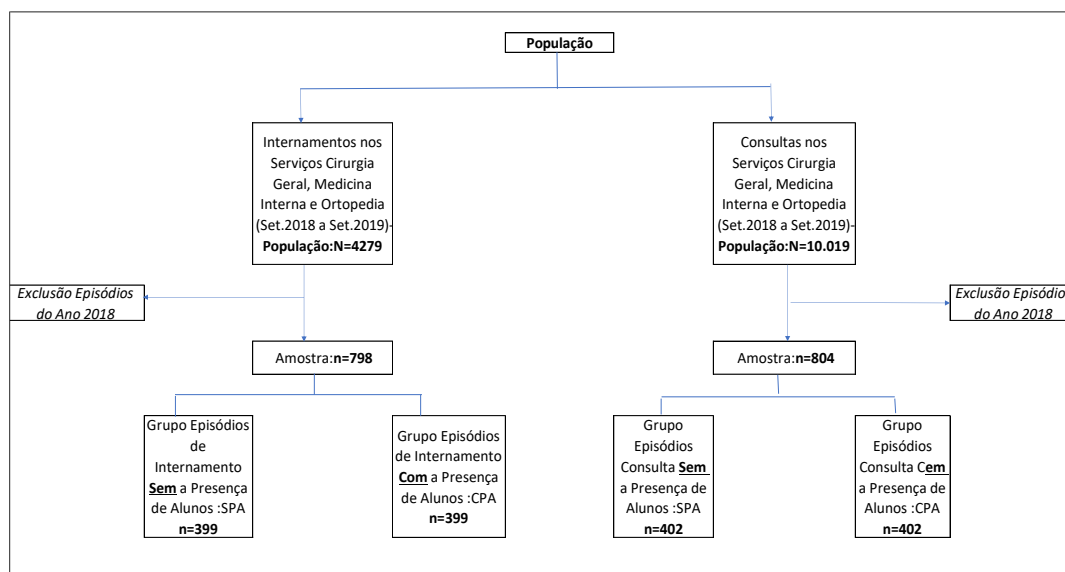 População
Internamentos nos
Serviços Cirurgia
Geral, Medicina
Interna e Ortopedia
(Set.2018 a Set.2019)-
População:N=4279
Consultas nos
Serviços Cirurgia
Geral, Medicina
Interna e Ortopedia
(Set.2018 a Set.2019)-
População:N=10.019
Exclusão Episódios
do Ano 2018
Exclusão Episódios
do Ano 2018
Amostra:n=798
Amostra:n=804
Grupo Episódios
de
Internamento
Sem a Presença
de Alunos :SPA
n=399
Grupo Episódios
de Internamento
Com a Presença
de Alunos :CPA
n=399
Grupo
Episódios
Consulta Sem
a Presença de
Alunos :SPA
n=402
Grupo
Episódios
Consulta Cem
a Presença de
Alunos :CPA
n=402